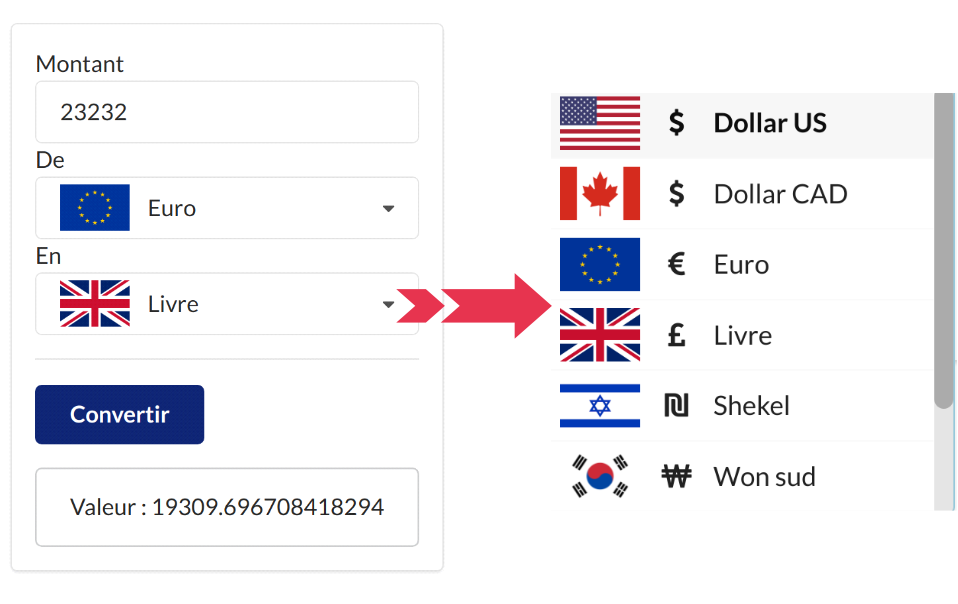 Montant
23232
De
Euro
En
Livre
Convertir
Valeur : 19309.696708418294
$ Dollar US
$ Dollar CAD
€ Euro
£ Livre
₪ Shekel
₩ Won sud